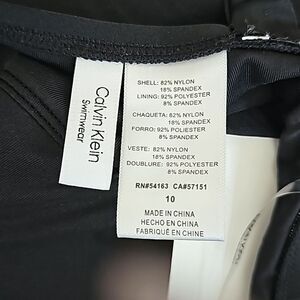 Calvin Klein
Swimwear
SHELL: 82% NYLON
18% SPANDEX
LINING: 92% POLYESTER
8% SPANDEX
CHAQUETA: 82% NYLON
18% SPANDEX
FORRO: 92% POLYESTER
8% SPANDEX
VESTE: 82% NYLON
18% SPANDEX
DOUBLURE: 92% POLYESTER
8% SPANDEX
RN#54163 CA#57151
10
MADE IN CHINA
HECHO EN CHINA
FABRIQUÉ EN CHINE